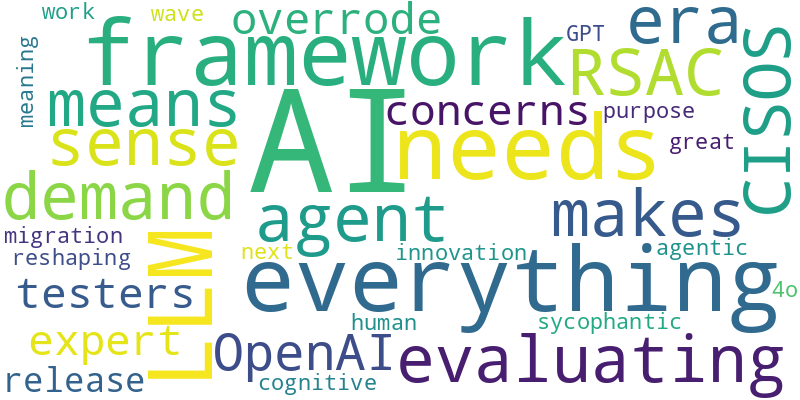 work
wave
overrode
GPT
era
framework
RSAC
CISOS
meaning
means
AI
concerns
purpose
sense
needs
great
demand
agent
makes
migration
LLM
next
innovation
agentic
reshaping
everything
testers
4o
human
sycophantic
expert
OpenAI
evaluating
release
cognitive